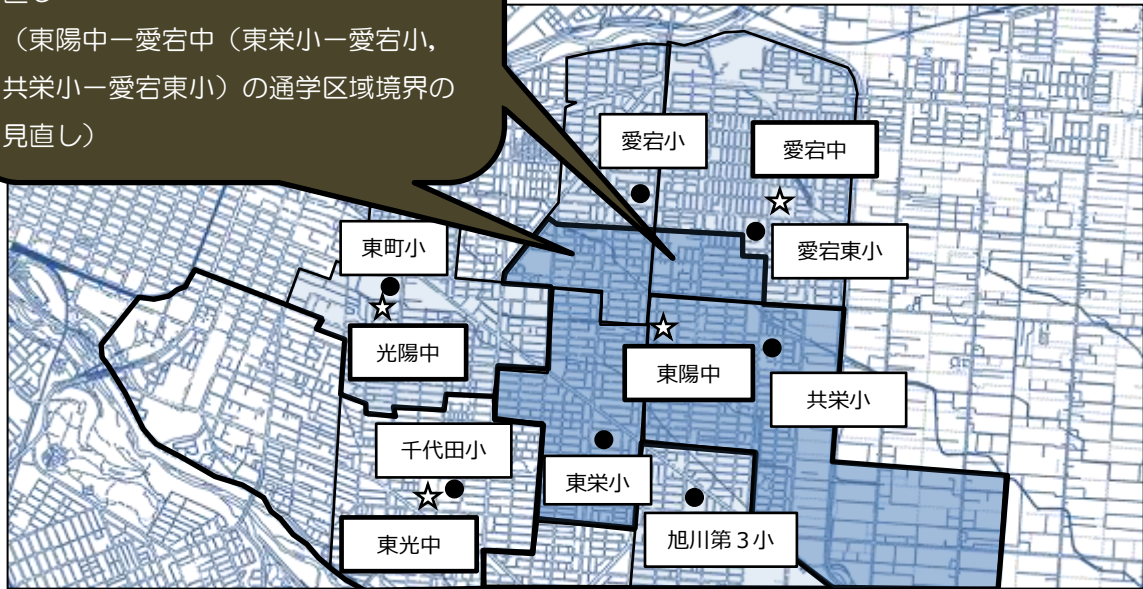 （東陽中ー愛宕中（東栄小ー愛宕小，
共栄小ー愛宕東小）の通学区域境界の
見直し）
愛宕小
愛宕中
東町小
愛宕東小
光陽中
東陽中
共栄小
千代田小
東栄小
旭川第３小
東光中